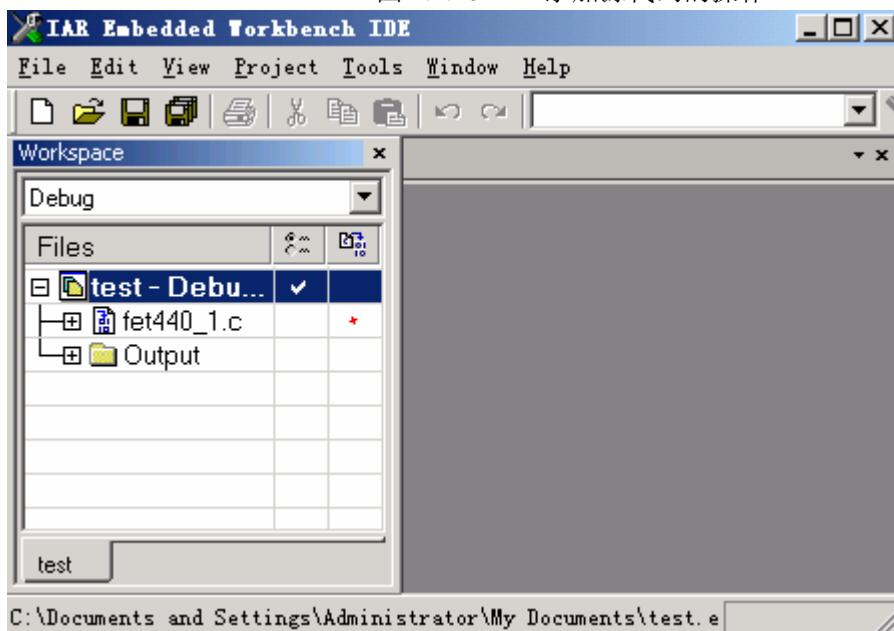 IAR Embedded Workbench IDE
File Edit View Project Tools Window Help
Workspace
Debug
Files
test - Debu...
fet440_1.c
Output
test
C:\Documents and Settings\Administrator\My Documents\test.e